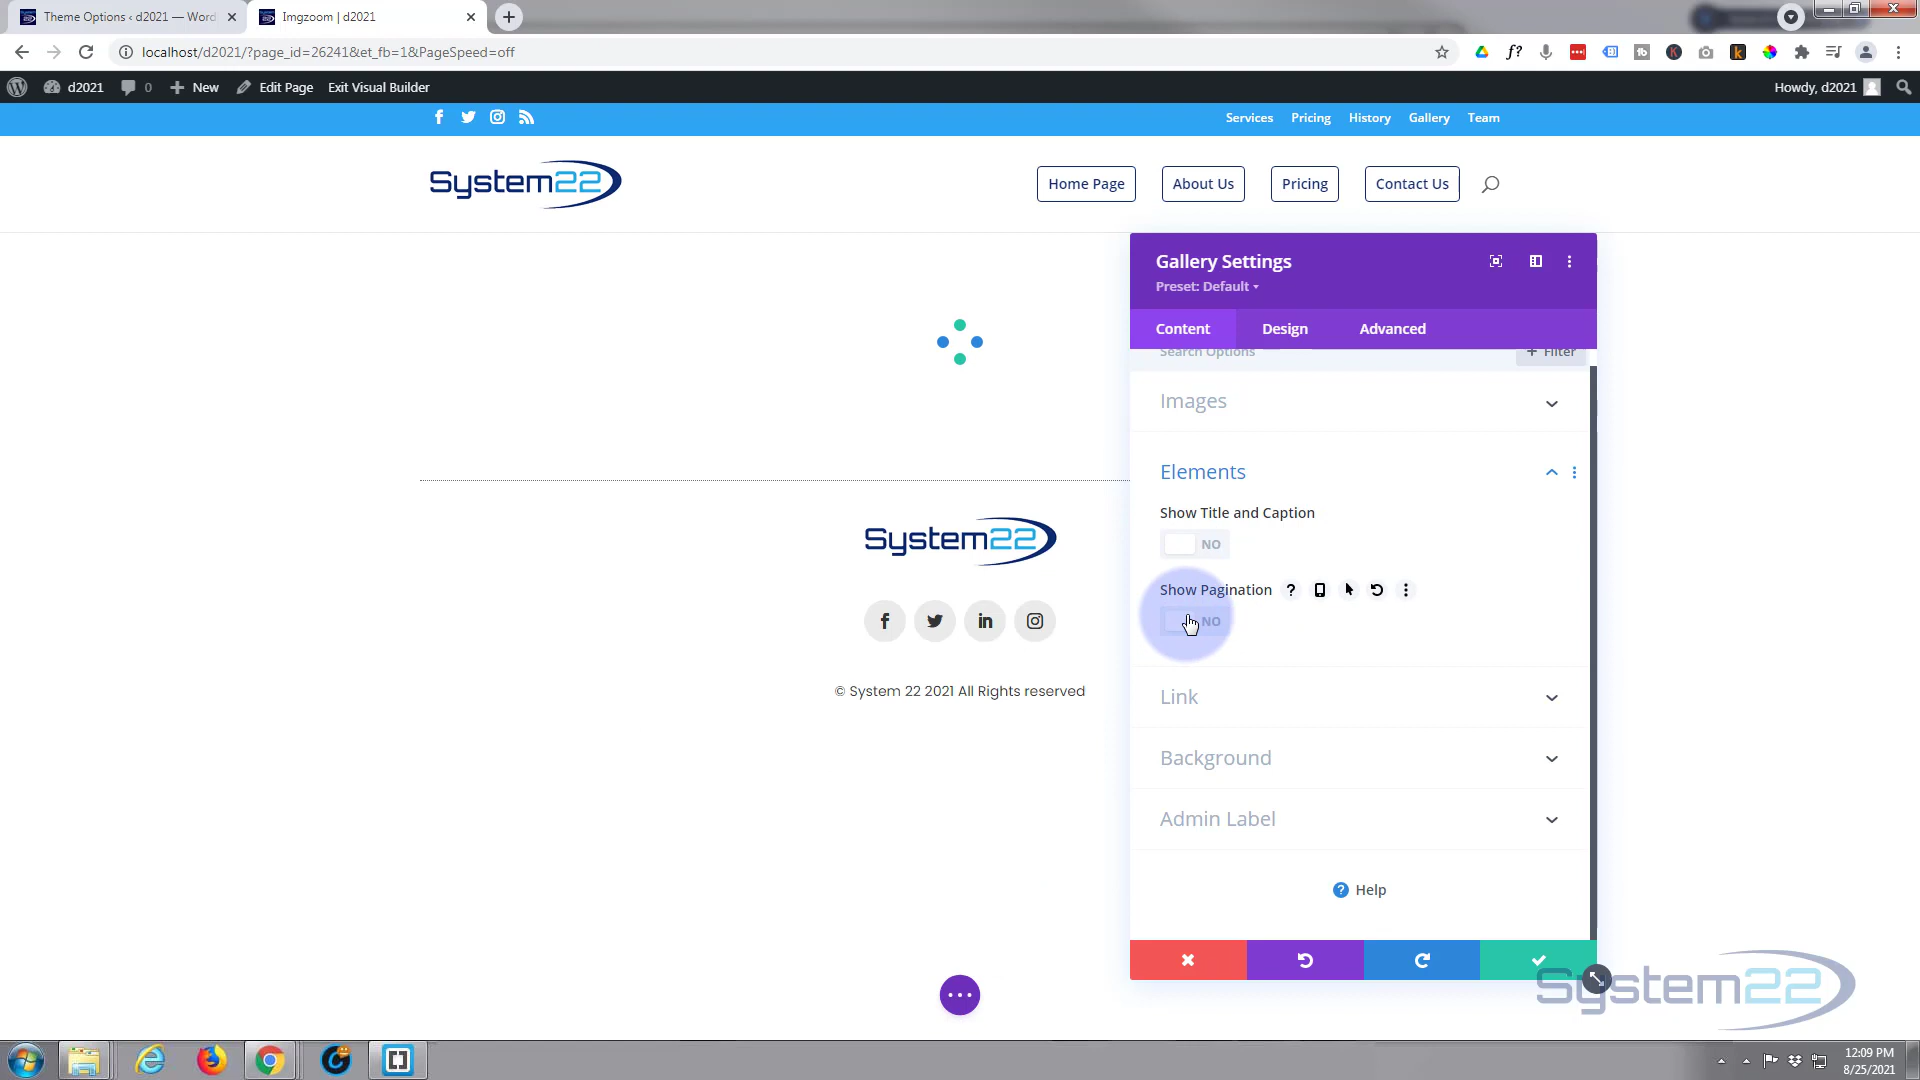 Theme Options ‹ d2021 — Word
Imgzoom | d2021
localhost/d2021/?page_id=26241&et_fb=1&PageSpeed=off
d2021
0
New
Edit Page
Exit Visual Builder
Howdy, d2021
Services
Pricing
History
Gallery
Team
System22
Home Page
About Us
Pricing
Contact Us
Gallery Settings
Preset: Default
Content
Design
Advanced
Search Options
+ Filter
Images
Elements
Show Title and Caption
NO
Show Pagination
NO
Link
Background
Admin Label
Help
System22
© System 22 2021 All Rights reserved
System22
12:09 PM
8/25/2021